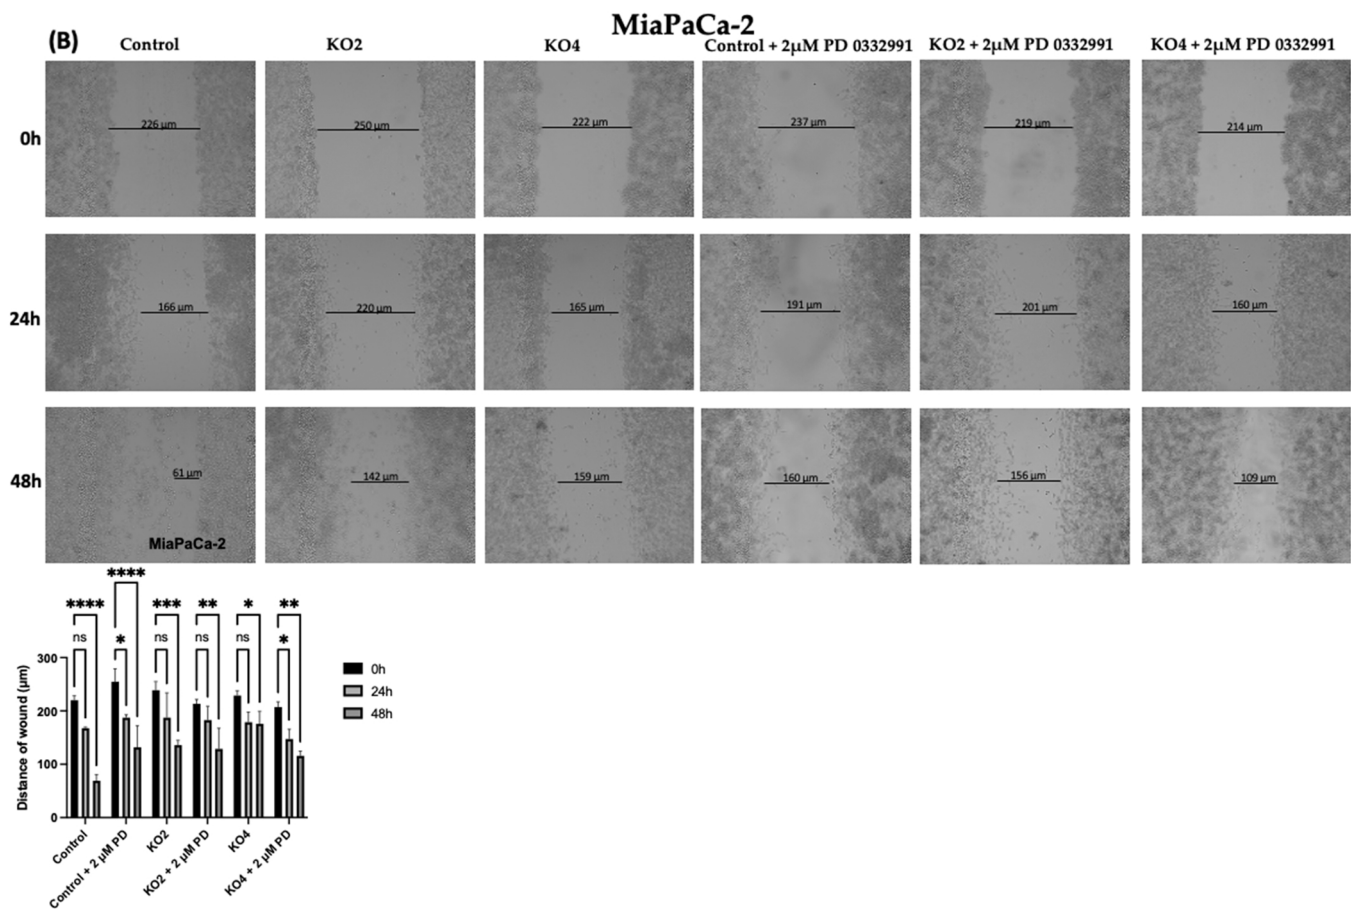 MiaPaCa-2
(B)
Control
KO2
KO4
Control + 2µM PD 0332991
KO2 + 2µM PD 0332991
KO4 + 2µM PD 0332991
0h
226 µm
250 µm
222 µm
237 µm
219 µm
214 µm
24h
166 µm
220 µm
165 µm
191 µm
201 µm
160 µm
48h
61 µm
142 µm
159 µm
160 µm
156 µm
109 µm
MiaPaCa-2
****
****
***
**
*
**
ns
*
ns
ns
ns
*
Distance of wound (µm)
300
200
100
0
Control
Control + 2 µM PD
KO2
KO2 + 2 µM PD
KO4
KO4 + 2 µM PD
0h
24h
48h